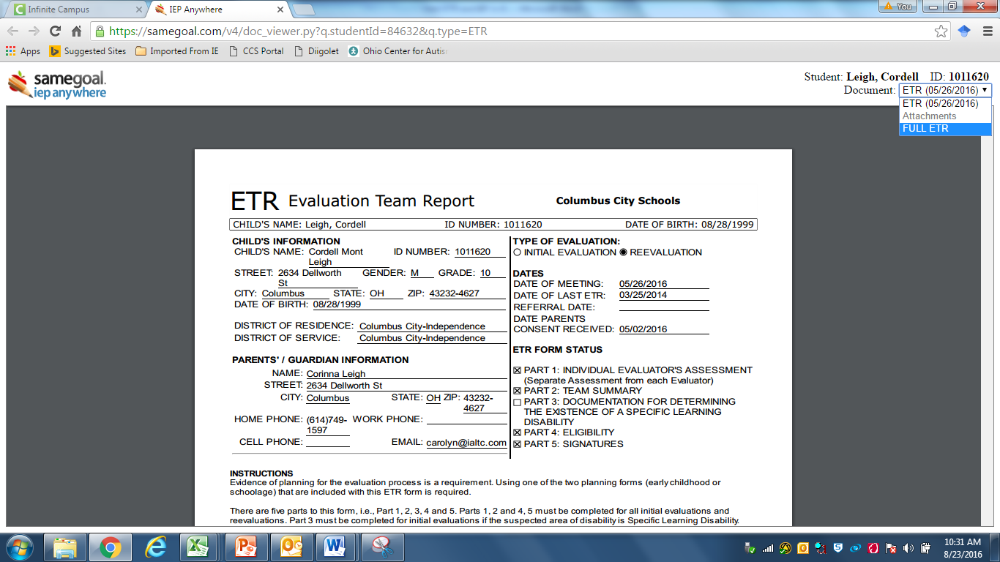 Infinite Campus
IEP Anywhere
You
https://samegoal.com/v4/doc_viewer.py?q.studentId=84632&q.type=ETR
Apps Suggested Sites Imported From IE CCS Portal Diigolet Ohio Center for Autis
samegoal.
iep anywhere
Student: Leigh, Cordell ID: 1011620
Document: ETR (05/26/2016)
ETR (05/26/2016)
Attachments
FULL ETR
ETR Evaluation Team Report Columbus City Schools
CHILD'S NAME: Leigh, Cordell ID NUMBER: 1011620 DATE OF BIRTH: 08/28/1999
CHILD'S INFORMATION
CHILD'S NAME: Cordell Mont ID NUMBER: 1011620
Leigh
STREET: 2634 Dellworth GENDER: M GRADE: 10
St
CITY: Columbus STATE: OH ZIP: 43232-4627
DATE OF BIRTH: 08/28/1999
DISTRICT OF RESIDENCE: Columbus City-Independence
DISTRICT OF SERVICE: Columbus City-Independence
PARENTS' / GUARDIAN INFORMATION
NAME: Corinna Leigh
STREET: 2634 Dellworth St
CITY: Columbus STATE: OH ZIP: 43232-
4627
HOME PHONE: (614)749- WORK PHONE:
1597
CELL PHONE: EMAIL: carolyn@ialtc.com
TYPE OF EVALUATION:
INITIAL EVALUATION REEVALUATION
DATES
DATE OF MEETING: 05/26/2016
DATE OF LAST ETR: 03/25/2014
REFERRAL DATE:
DATE PARENTS
CONSENT RECEIVED: 05/02/2016
ETR FORM STATUS
PART 1: INDIVIDUAL EVALUATOR'S ASSESSMENT
(Separate Assessment from each Evaluator)
PART 2: TEAM SUMMARY
PART 3: DOCUMENTATION FOR DETERMINING
THE EXISTENCE OF A SPECIFIC LEARNING
DISABILITY
PART 4: ELIGIBILITY
PART 5: SIGNATURES
INSTRUCTIONS
Evidence of planning for the evaluation process is a requirement. Using one of the two planning forms (early childhood or
schoolage) that are included with this ETR form is required.
There are five parts to this form, i.e., Part 1, 2, 3, 4 and 5. Parts 1, 2 and 4, 5 must be completed for all initial evaluations and
reevaluations. Part 3 must be completed for initial evaluations if the suspected area of disability is Specific Learning Disability.
10:31 AM
8/23/2016